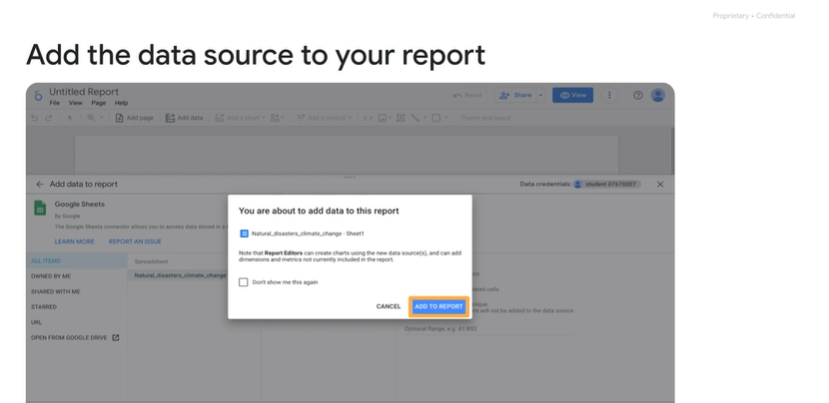 Proprietary + Confidential
Add the data source to your report
Untitled Report
File View Page Help
Reset
Share
View
Add page
Add data
Add a chart
Add a control
Theme and layout
Add data to report
Data credentials: student 07670007
Google Sheets
By Google
The Google Sheets connector allows you to access data stored in a
LEARN MORE REPORT AN ISSUE
ALL ITEMS
OWNED BY ME
SHARED WITH ME
STARRED
URL
OPEN FROM GOOGLE DRIVE
Spreadsheet
Natural_disasters_climate_change
You are about to add data to this report
Natural_disasters_climate_change - Sheet1
Note that Report Editors can create charts using the new data source(s), and can add
dimensions and metrics not currently included in the report.
Don't show me this again
CANCEL ADD TO REPORT
will not be added to the data source.
Optional Range, e.g. A1:B52